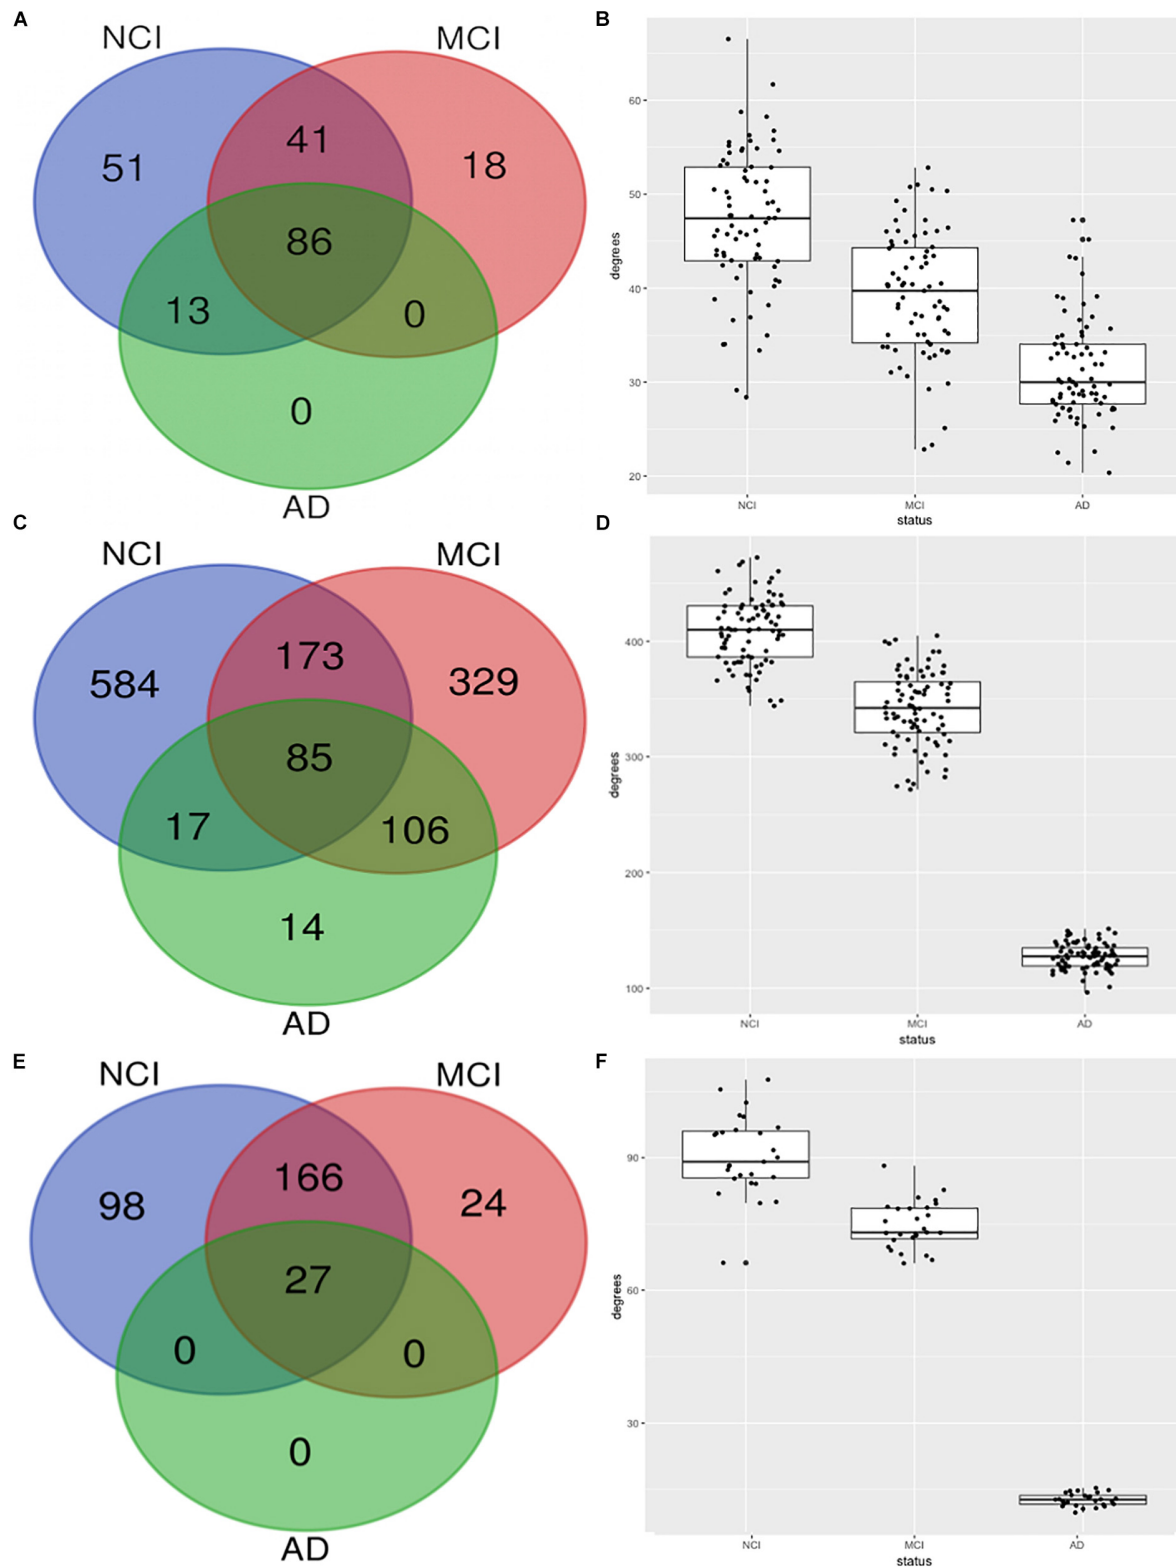 A
NCI
MCI
51
41
18
86
13
0
0
AD
B
degrees
60
50
40
30
20
NCI
MCI
AD
status
C
NCI
MCI
584
173
329
85
17
106
14
AD
D
degrees
400
300
200
100
NCI
MCI
AD
status
E
NCI
MCI
98
166
24
27
0
0
0
AD
F
degrees
90
60
30
NCI
MCI
AD
status